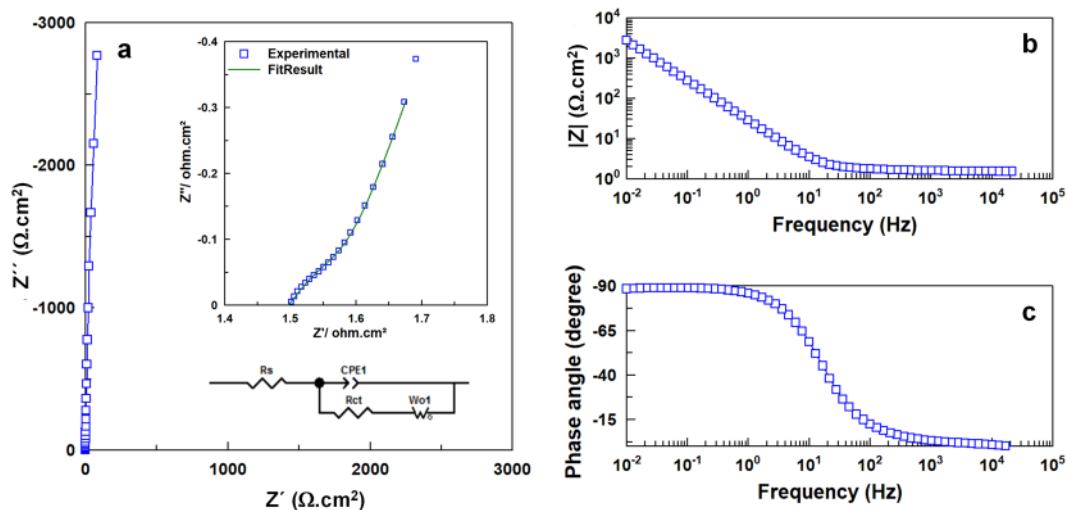 a
-3000
-2000
-1000
0
Z´´ (Ω.cm²)
0
1000
2000
3000
Z´ (Ω.cm²)
-0.4
-0.3
-0.2
-0.1
0
Z''/ ohm.cm²
Experimental
FitResult
1.4
1.5
1.6
1.7
1.8
Z'/ ohm.cm²
Rs
CPE1
Rct
Wo1
b
10⁴
10³
10²
10¹
10⁰
|Z| (Ω.cm2)
10⁻² 10⁻¹ 10⁰ 10¹ 10² 10³ 10⁴ 10⁵
Frequency (Hz)
c
-90
-65
-40
-15
Phase angle (degree)
10⁻² 10⁻¹ 10⁰ 10¹ 10² 10³ 10⁴ 10⁵
Frequency (Hz)